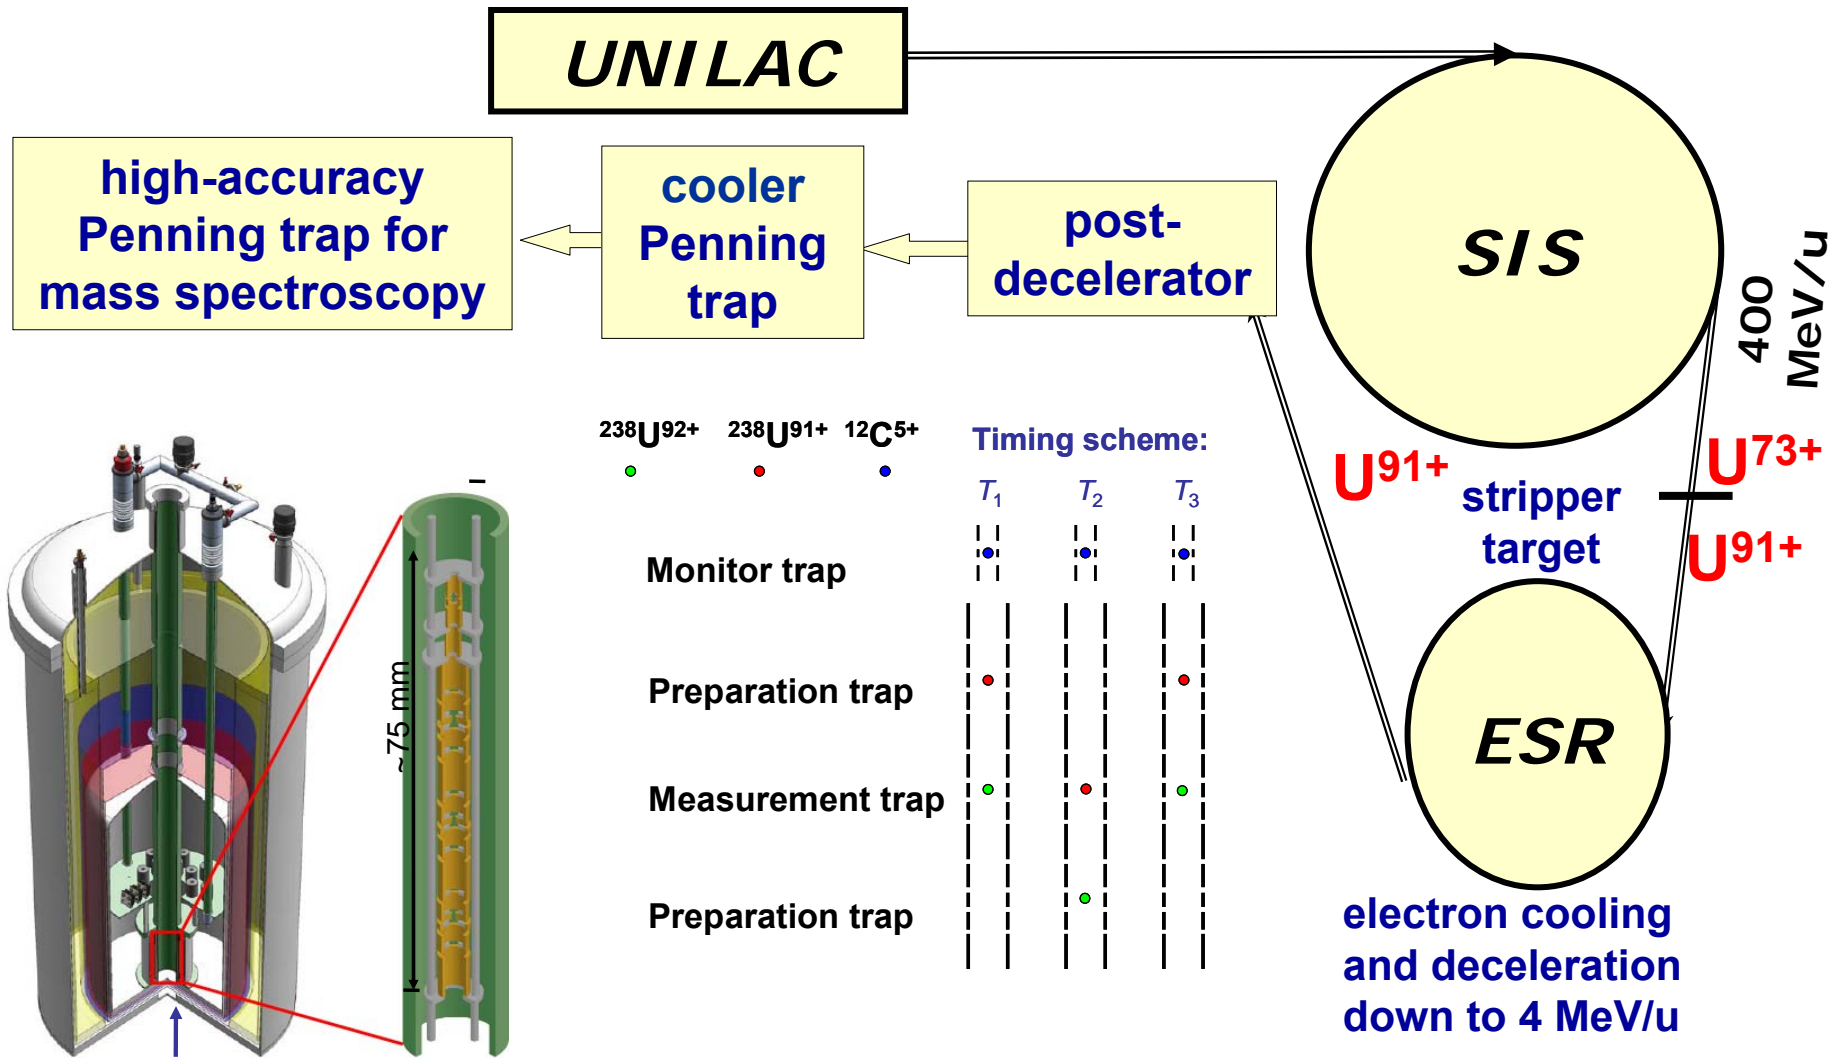 UNILAC
high-accuracy
Penning trap for
mass spectroscopy
cooler
Penning
trap
post-
decelerator
SIS
400
MeV/u
²³⁸U⁹²⁺ ²³⁸U⁹¹⁺ ¹²C⁵⁺
Timing scheme:
T₁ T₂ T₃
U⁹¹⁺
stripper
target
U⁷³⁺
U⁹¹⁺
Monitor trap
Preparation trap
Measurement trap
Preparation trap
~75 mm
ESR
electron cooling
and deceleration
down to 4 MeV/u